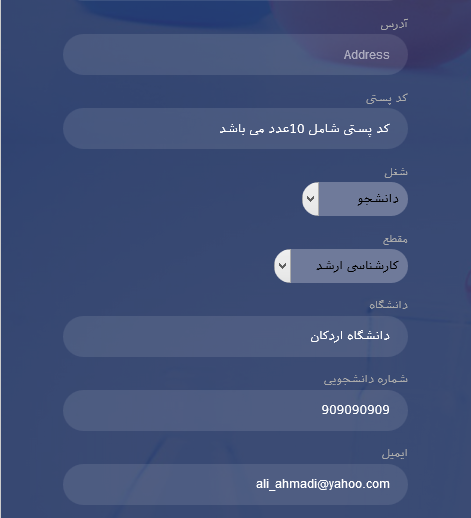 آدرس
Address
کد پستی
کد پستی شامل 10عدد می باشد
شغل
دانشجو
مقطع
کارشناسی ارشد
دانشگاه
دانشگاه اردکان
شماره دانشجویی
909090909
ایمیل
ali_ahmadi@yahoo.com